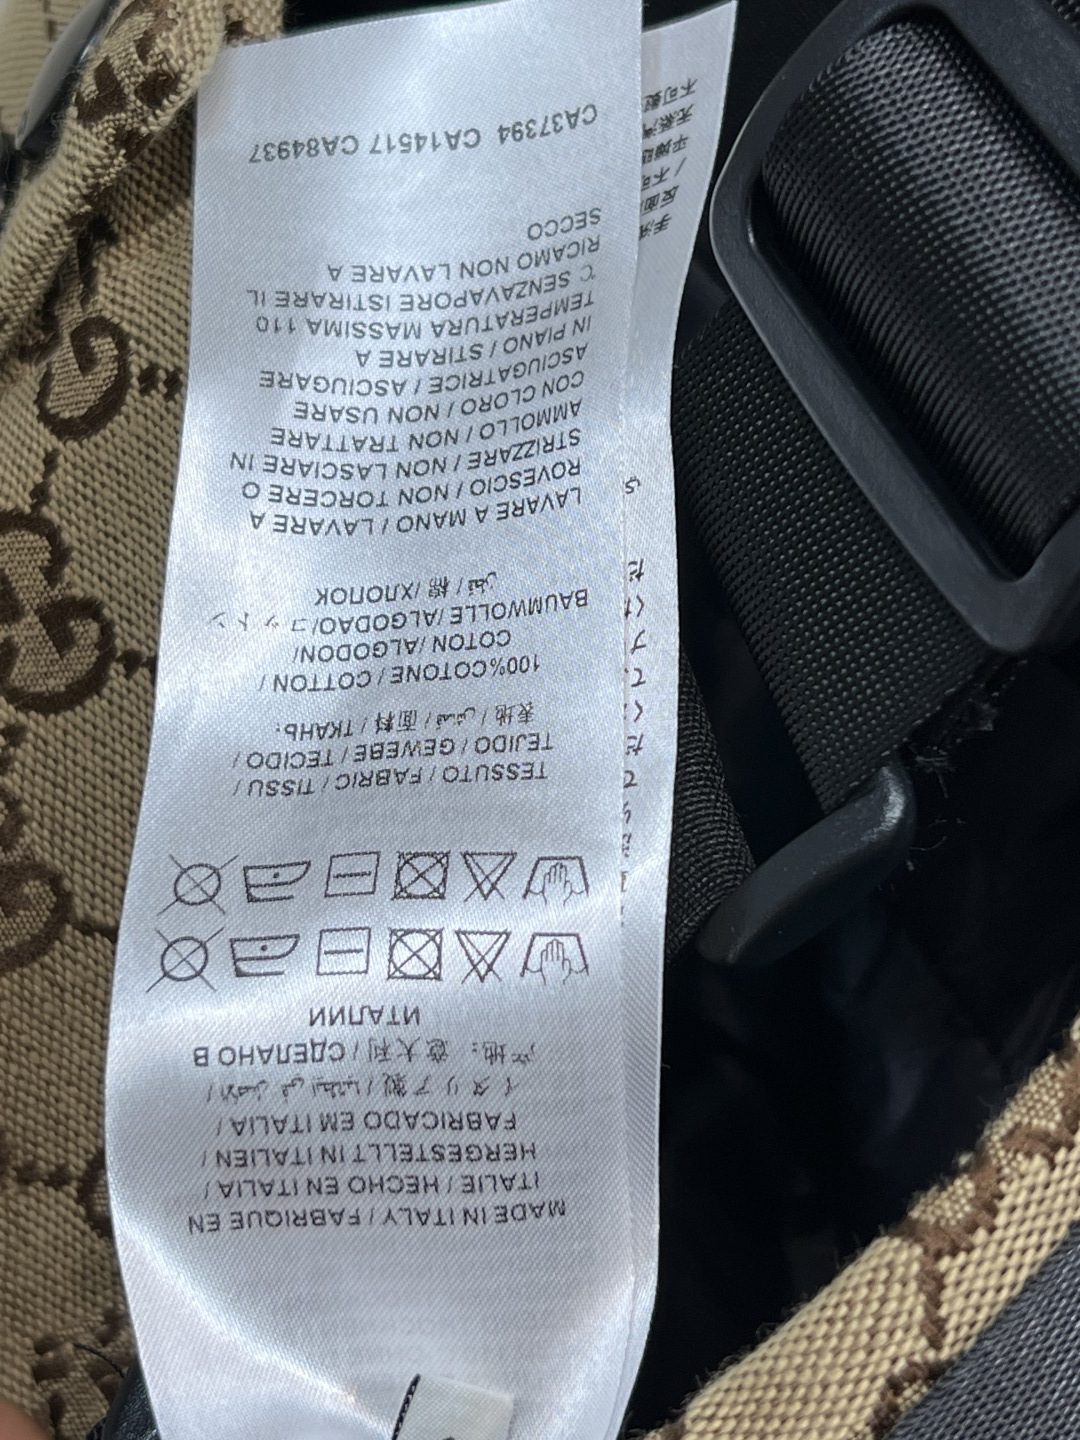 MADE IN ITALY / FABRIQUE EN
ITALIE / HECHO EN ITALIA /
HERGESTELLT IN ITALIEN /
FABRICADO EM ITALIA /
イタリア製 /
产地: 意大利 / СДЕЛАНО В
ИТАЛИИ
TESSUTO / FABRIC / TISSU /
TEJIDO / GEWEBE / TECIDO /
表地 / 面料 / ТКАНЬ:
100%COTONE / COTTON /
COTON /ALGODON/
BAUMWOLLE /ALGODAO/コットン
/ 棉 /ХЛОПОК
LAVARE A MANO / LAVARE A
ROVESCIO / NON TORCERE O
STRIZZARE / NON LASCIARE IN
AMMOLLO / NON TRATTARE
CON CLORO / NON USARE
ASCIUGATRICE / ASCIUGARE
IN PIANO / STIRARE A
TEMPERATURA MASSIMA 110
°C SENZAVAPORE ISTIRARE IL
RICAMO NON LAVARE A
SECCO
CA37394 CA14517 CA84937